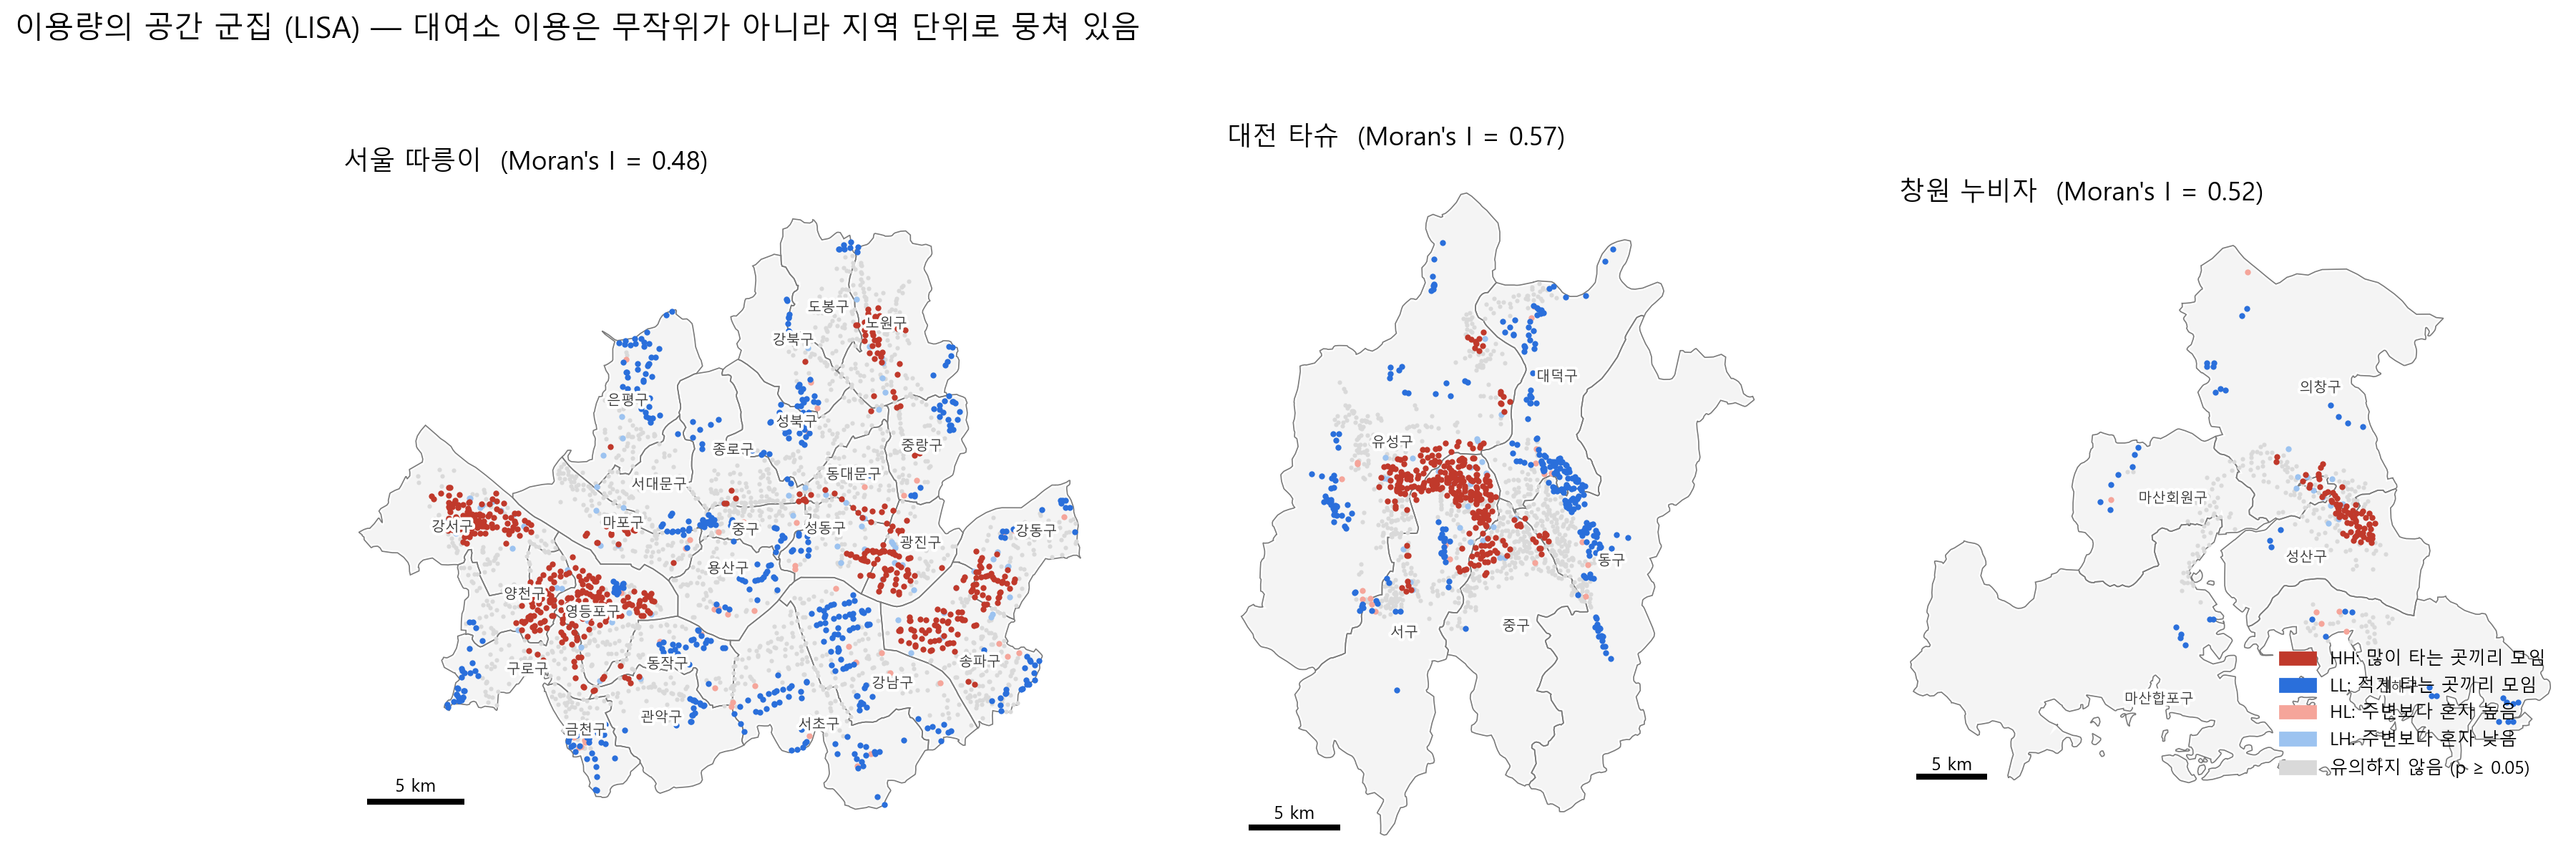 이용량의 공간 군집 (LISA) — 대여소 이용은 무작위가 아니라 지역 단위로 뭉쳐 있음
서울 따릉이 (Moran's I = 0.48)
도봉구
노원구
강북구
은평구
성북구
종로구
중랑구
동대문구
서대문구
강서구
마포구
중구
성동구
광진구
강동구
용산구
양천구
영등포구
구로구
동작구
송파구
강남구
관악구
서초구
금천구
5 km
대전 타슈 (Moran's I = 0.57)
대덕구
유성구
동구
서구
중구
5 km
창원 누비자 (Moran's I = 0.52)
의창구
마산회원구
성산구
마산합포구
5 km
HH: 많이 타는 곳끼리 모임
LL: 적게 타는 곳끼리 모임
HL: 주변보다 혼자 높음
LH: 주변보다 혼자 낮음
유의하지 않음 (p ≥ 0.05)